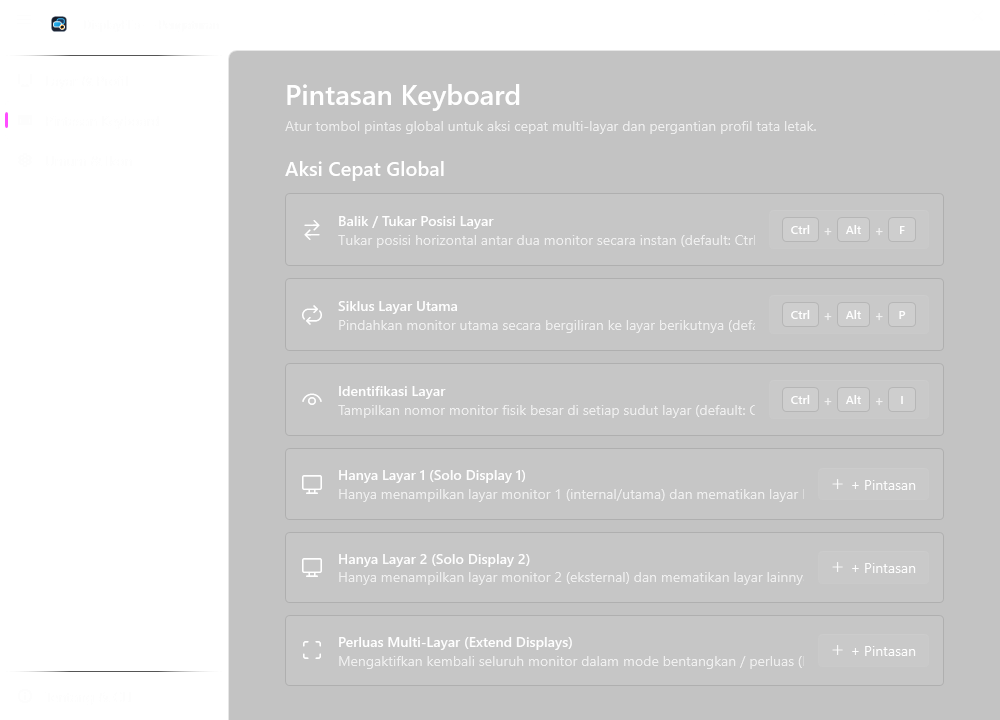 Pintasan Keyboard
Atur tombol pintas global untuk aksi cepat multi-layar dan pergantian profil tata letak.
Aksi Cepat Global
Balik / Tukar Posisi Layar
Tukar posisi horizontal antar dua monitor secara instan (default: Ctrl
Ctrl + Alt + F
Siklus Layar Utama
Pindahkan monitor utama secara bergiliran ke layar berikutnya (defa
Ctrl + Alt + P
Identifikasi Layar
Tampilkan nomor monitor fisik besar di setiap sudut layar (default: C
Ctrl + Alt + I
Hanya Layar 1 (Solo Display 1)
Hanya menampilkan layar monitor 1 (internal/utama) dan mematikan layar
+ + Pintasan
Hanya Layar 2 (Solo Display 2)
Hanya menampilkan layar monitor 2 (eksternal) dan mematikan layar lainny
+ + Pintasan
Perluas Multi-Layar (Extend Displays)
Mengaktifkan kembali seluruh monitor dalam mode bentangkan / perluas (
+ + Pintasan